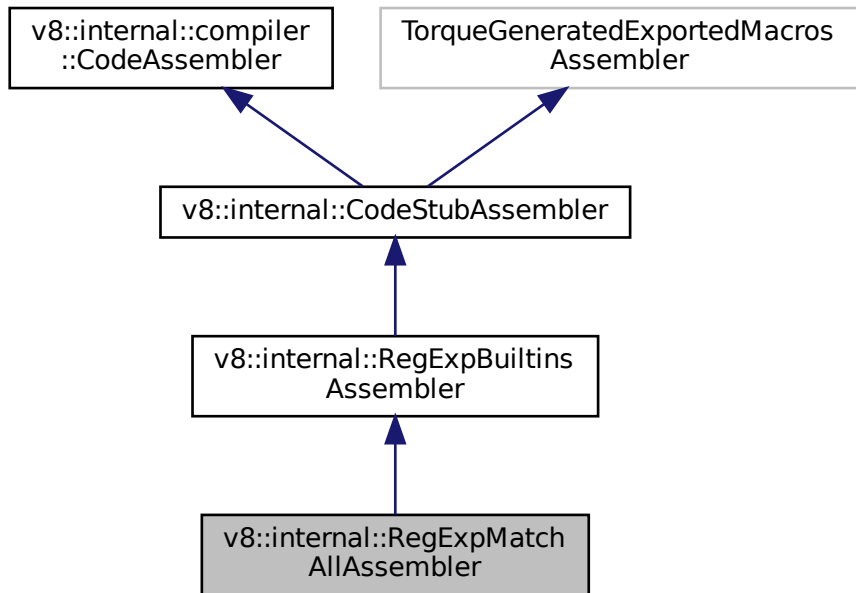 v8::internal::compiler
::CodeAssembler
TorqueGeneratedExportedMacros
Assembler
v8::internal::CodeStubAssembler
v8::internal::RegExpBuiltins
Assembler
v8::internal::RegExpMatch
AllAssembler